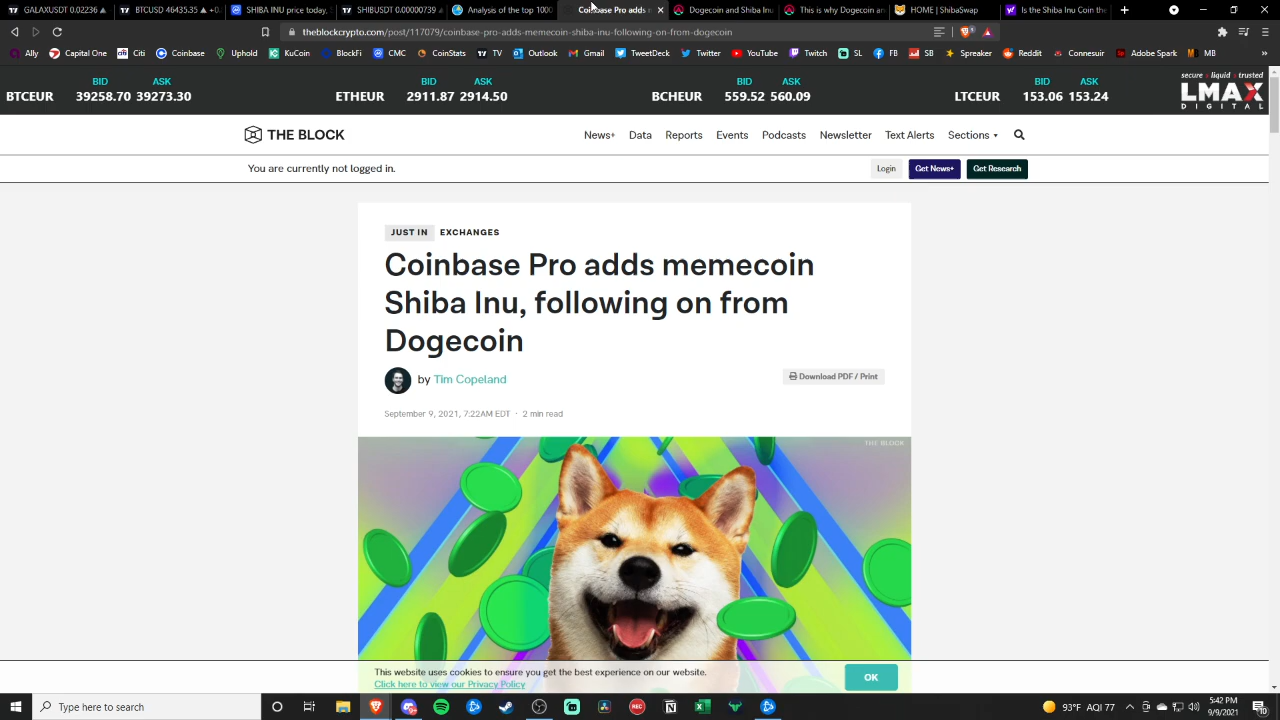 GALAXUSDT 0.02236
BTCUSD 46435.35 ▲ +0
SHIBA INU price today,
SHIBUSDT 0.00000739
Analysis of the top 1000
Coinbase Pro adds
Dogecoin and Shiba Inu
This is why Dogecoin an
HOME | ShibaSwap
Is the Shiba Inu Coin the
theblockcrypto.com/post/117079/coinbase-pro-adds-memecoin-shiba-inu-following-on-from-dogecoin
Ally Capital One Citi Coinbase Uphold KuCoin BlockFi CMC CoinStats TV Outlook Gmail TweetDeck Twitter YouTube Twitch SL FB SB Spreaker Reddit Connesuir Adobe Spark MB
BID ASK BID ASK BID ASK BID ASK
BTCEUR 39258.70 39273.30 ETHEUR 2911.87 2914.50 BCHEUR 559.52 560.09 LTCEUR 153.06 153.24
secure liquid trusted
LMAX
DIGITAL
THE BLOCK
News+ Data Reports Events Podcasts Newsletter Text Alerts Sections
You are currently not logged in.
Login Get News+ Get Research
JUST IN EXCHANGES
Coinbase Pro adds memecoin
Shiba Inu, following on from
Dogecoin
by Tim Copeland
Download PDF / Print
September 9, 2021, 7:22AM EDT · 2 min read
THE BLOCK
This website uses cookies to ensure you get the best experience on our website.
Click here to view our Privacy Policy
OK
Type here to search
REC
93°F AQI 77
5:42 PM
9/9/2021
10